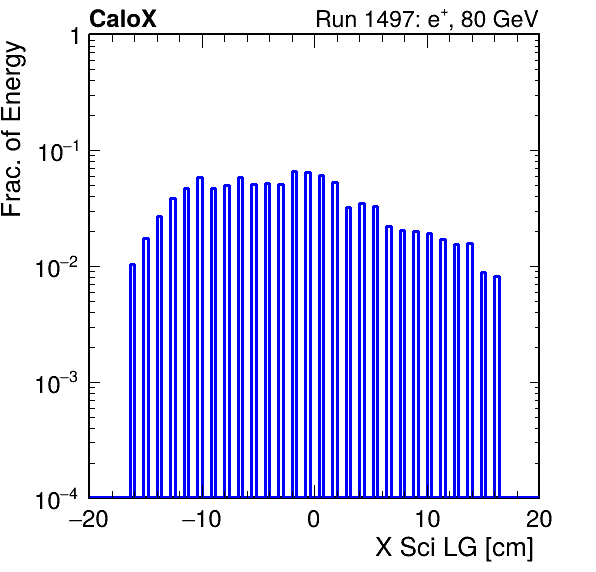 CaloX Run 1497: e⁺, 80 GeV
Frac. of Energy
1
10⁻¹
10⁻²
10⁻³
10⁻⁴
−20 −10 0 10 20
X Sci LG [cm]